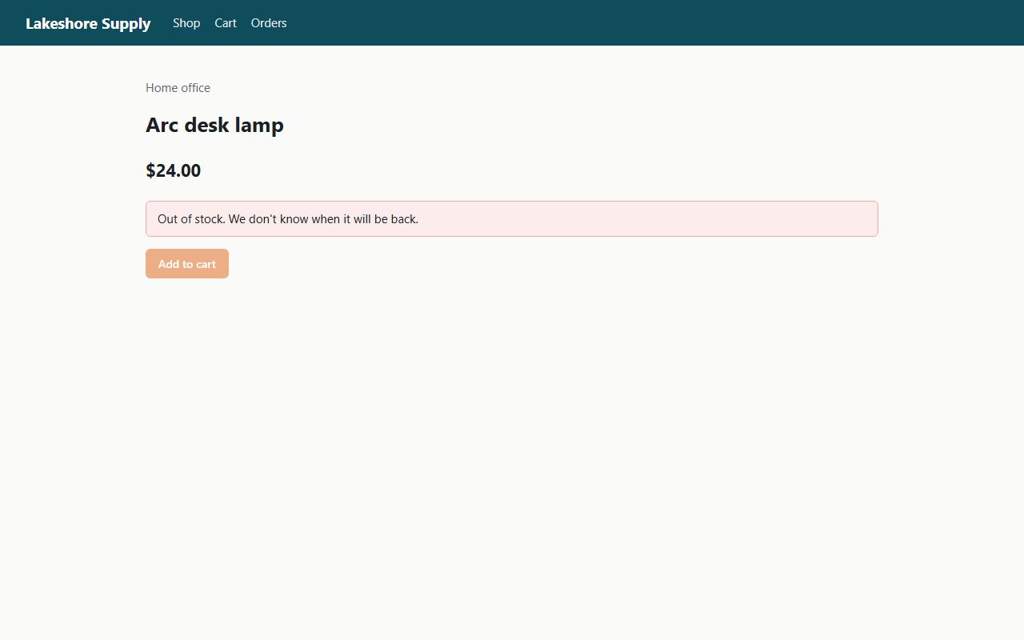 Lakeshore Supply Shop Cart Orders
Home office
Arc desk lamp
$24.00
Out of stock. We don't know when it will be back.
Add to cart